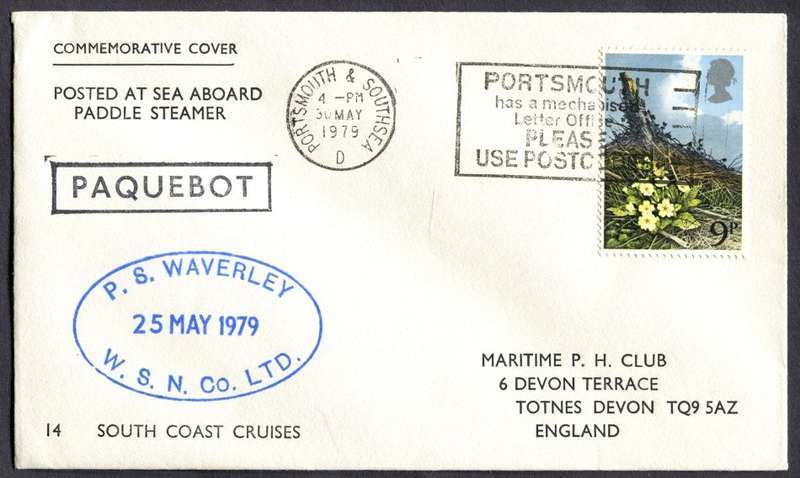 COMMEMORATIVE COVER
POSTED AT SEA ABOARD
PADDLE STEAMER
PAQUEBOT
P. S. WAVERLEY
25 MAY 1979
W. S. N. Co. LTD.
14 SOUTH COAST CRUISES
PORTSMOUTH & SOUTHSEA
4 - PM
30 MAY
1979
D
PORTSMOUTH
has a mechanised
Letter Office
PLEASE
USE POSTC
9P
MARITIME P. H. CLUB
6 DEVON TERRACE
TOTNES DEVON TQ9 5AZ
ENGLAND